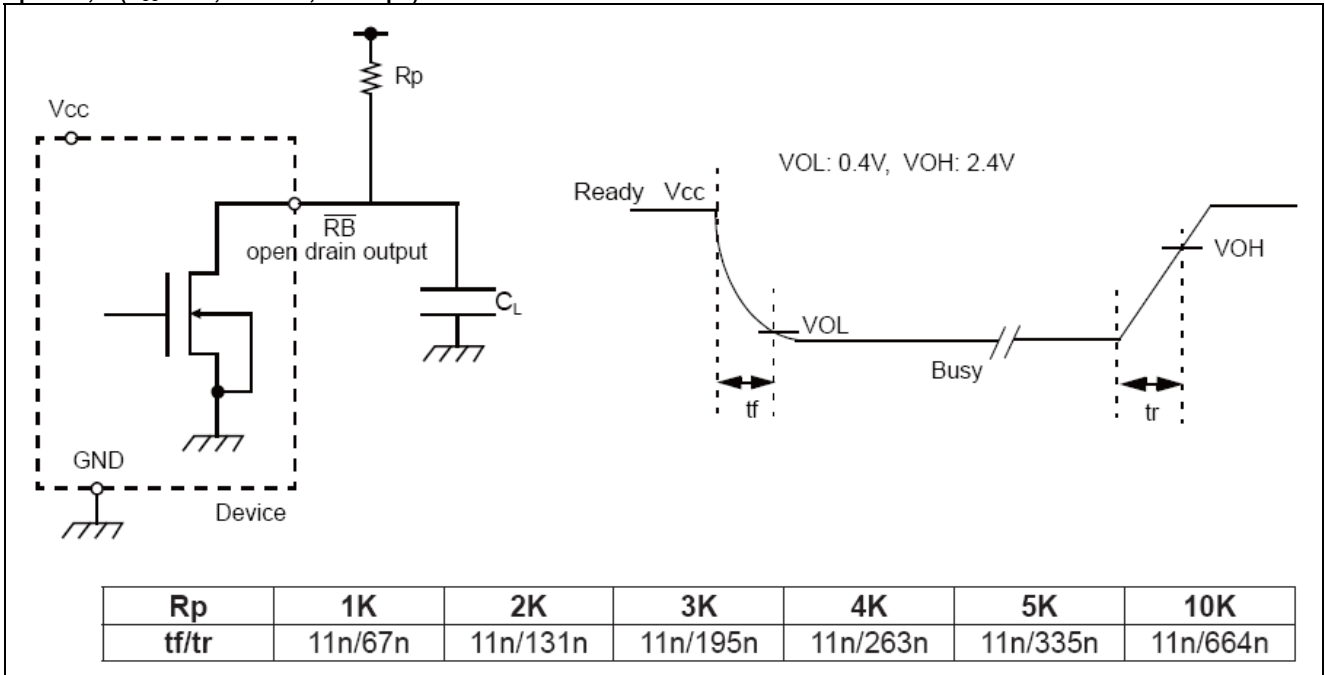 Rp
Vcc
VOL: 0.4V, VOH: 2.4V
Ready Vcc
RB
open drain output
VOH
CL
VOL
Busy
tf
tr
GND
Device
Rp 1K 2K 3K 4K 5K 10K
tf/tr 11n/67n 11n/131n 11n/195n 11n/263n 11n/335n 11n/664n